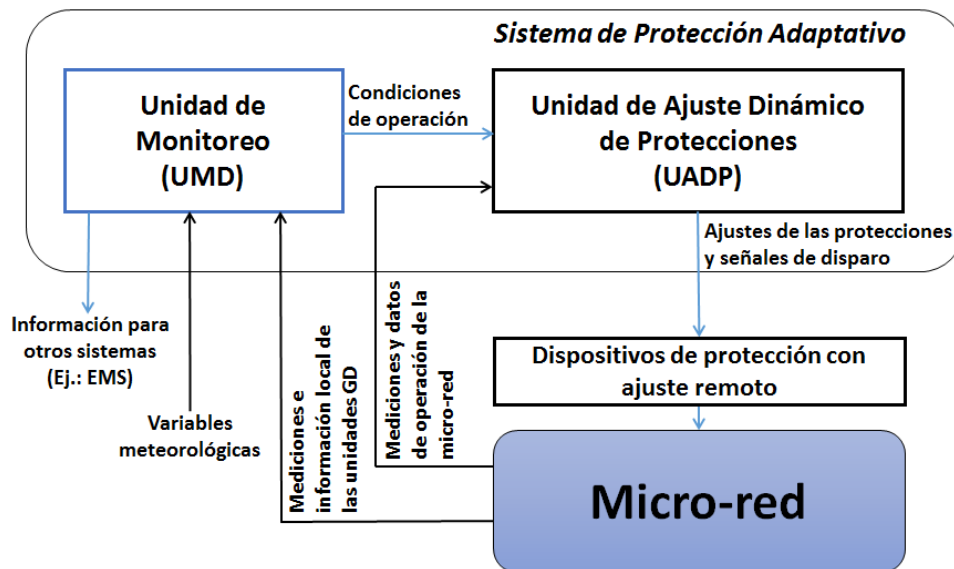 Sistema de Protección Adaptativo
Unidad de
Monitoreo
(UMD)
Condiciones
de operación
Unidad de Ajuste Dinámico
de Protecciones
(UADP)
Ajustes de las protecciones
y señales de disparo
Información para
otros sistemas
(Ej.: EMS)
Variables
meteorológicas
Mediciones e
información local de
las unidades GD
Mediciones y datos
de operación de la
micro-red
Dispositivos de protección con
ajuste remoto
Micro-red